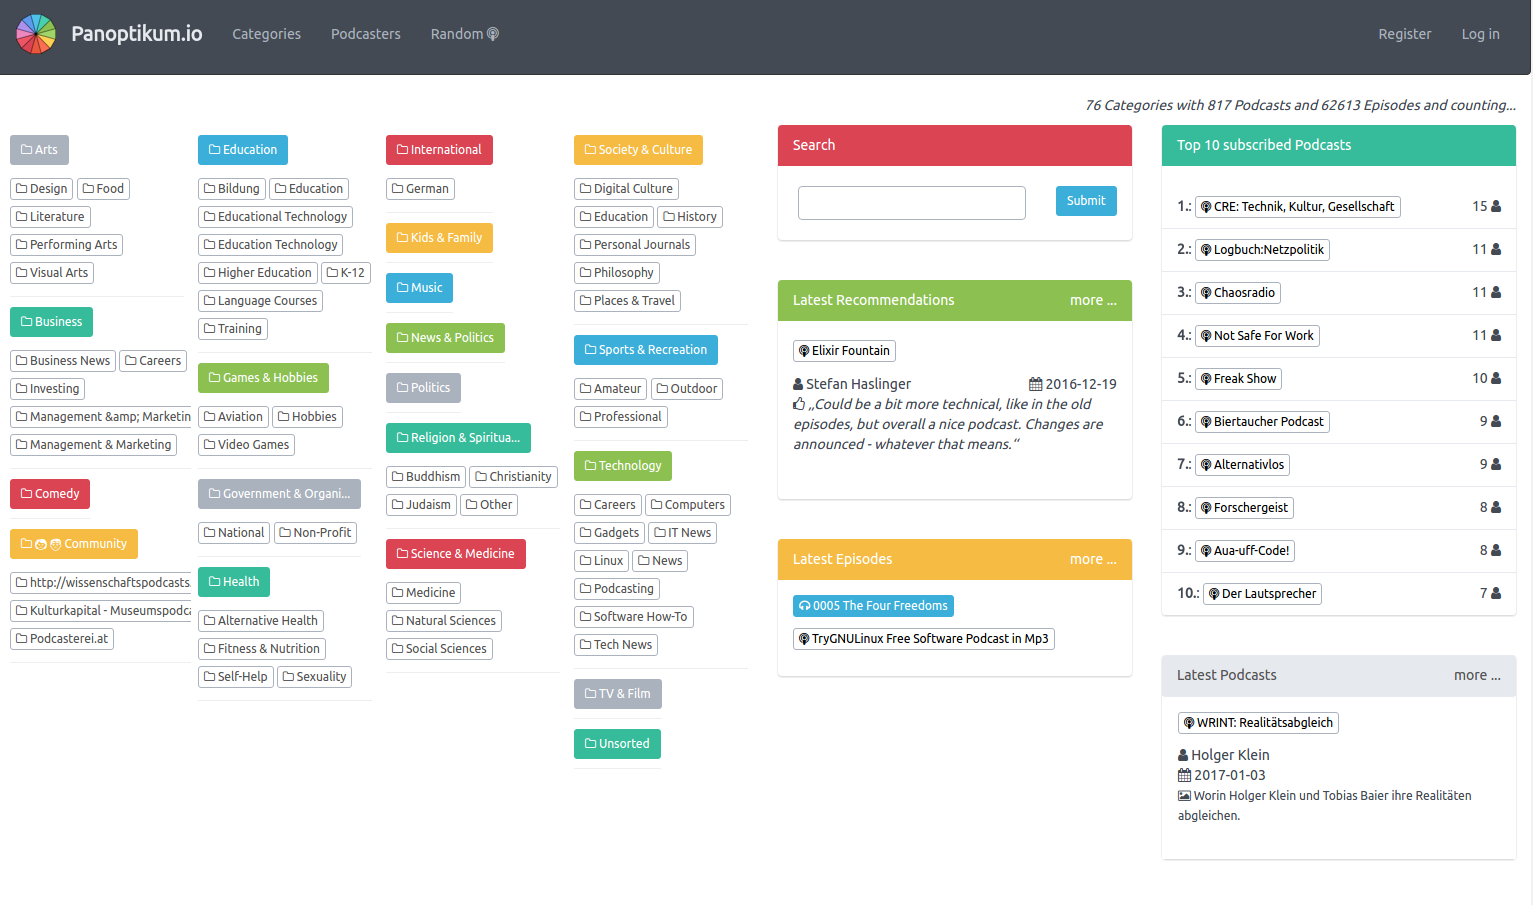 Panoptikum.io Categories Podcasters Random Register Log in
76 Categories with 817 Podcasts and 62613 Episodes and counting...
Arts
Design Food
Literature
Performing Arts
Visual Arts
Business
Business News Careers
Investing
Management &amp; Marketin
Management & Marketing
Comedy
Community
http://wissenschaftspodcasts.
Kulturkapital - Museumspodca
Podcasterei.at
Education
Bildung Education
Educational Technology
Education Technology
Higher Education K-12
Language Courses
Training
Games & Hobbies
Aviation Hobbies
Video Games
Government & Organi...
National Non-Profit
Health
Alternative Health
Fitness & Nutrition
Self-Help Sexuality
International
German
Kids & Family
Music
News & Politics
Politics
Religion & Spiritua...
Buddhism Christianity
Judaism Other
Science & Medicine
Medicine
Natural Sciences
Social Sciences
Society & Culture
Digital Culture
Education History
Personal Journals
Philosophy
Places & Travel
Sports & Recreation
Amateur Outdoor
Professional
Technology
Careers Computers
Gadgets IT News
Linux News
Podcasting
Software How-To
Tech News
TV & Film
Unsorted
Search
Submit
Latest Recommendations more ...
Elixir Fountain
Stefan Haslinger 2016-12-19
„Could be a bit more technical, like in the old
episodes, but overall a nice podcast. Changes are
announced - whatever that means.“
Latest Episodes more ...
0005 The Four Freedoms
TryGNULinux Free Software Podcast in Mp3
Top 10 subscribed Podcasts
1.: CRE: Technik, Kultur, Gesellschaft 15
2.: Logbuch:Netzpolitik 11
3.: Chaosradio 11
4.: Not Safe For Work 11
5.: Freak Show 10
6.: Biertaucher Podcast 9
7.: Alternativlos 9
8.: Forschergeist 8
9.: Aua-uff-Code! 8
10.: Der Lautsprecher 7
Latest Podcasts more ...
WRINT: Realitätsabgleich
Holger Klein
2017-01-03
Worin Holger Klein und Tobias Baier ihre Realitäten
abgleichen.